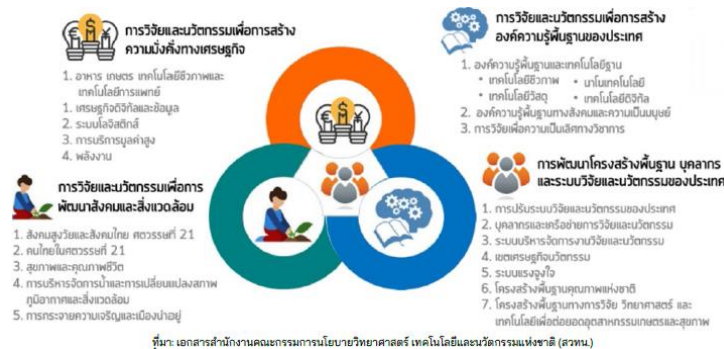 การวิจัยและนวัตกรรมเพื่อการสร้าง
ความมั่งคั่งทางเศรษฐกิจ
1. อาหาร เกษตร เทคโนโลยีชีวภาพและ
เทคโนโลยีการแพทย์
1. เศรษฐกิจดิจิทัลและข้อมูล
2. ระบบโลจิสติกส์
3. การบริการมูลค่าสูง
4. พลังงาน
การวิจัยและนวัตกรรมเพื่อการสร้าง
องค์ความรู้พื้นฐานของประเทศ
1. องค์ความรู้พื้นฐานและเทคโนโลยีฐาน
• เทคโนโลยีชีวภาพ • นาโนเทคโนโลยี
• เทคโนโลยีวัสดุ • เทคโนโลยีดิจิทัล
2. องค์ความรู้พื้นฐานทางสังคมและความเป็นมนุษย์
3. การวิจัยเพื่อความเป็นเลิศทางวิชาการ
การวิจัยและนวัตกรรมเพื่อการ
พัฒนาสังคมและสิ่งแวดล้อม
1. สังคมสูงวัยและสังคมไทย ศตวรรษที่ 21
2. คนไทยในศตวรรษที่ 21
3. สุขภาพและคุณภาพชีวิต
4. การบริหารจัดการน้ำและการเปลี่ยนแปลงสภาพ
ภูมิอากาศและสิ่งแวดล้อม
5. การกระจายความเจริญและเมืองน่าอยู่
การพัฒนาโครงสร้างพื้นฐาน บุคลากร
และระบบวิจัยและนวัตกรรมของประเทศ
1. การปรับระบบวิจัยและนวัตกรรมของประเทศ
2. บุคลากรและเครือข่ายการวิจัยและนวัตกรรม
3. ระบบบริหารจัดการงานวิจัยและนวัตกรรม
4. เขตเศรษฐกิจนวัตกรรม
5. ระบบแรงจูงใจ
6. โครงสร้างพื้นฐานคุณภาพแห่งชาติ
7. โครงสร้างพื้นฐานทางการวิจัย วิทยาศาสตร์ และ
เทคโนโลยีเพื่อต่อยอดอุตสาหกรรมเกษตรและสุขภาพ
ที่มา: เอกสารสำนักงานคณะกรรมการนโยบายวิทยาศาสตร์ เทคโนโลยีและนวัตกรรมแห่งชาติ (สวทน.)